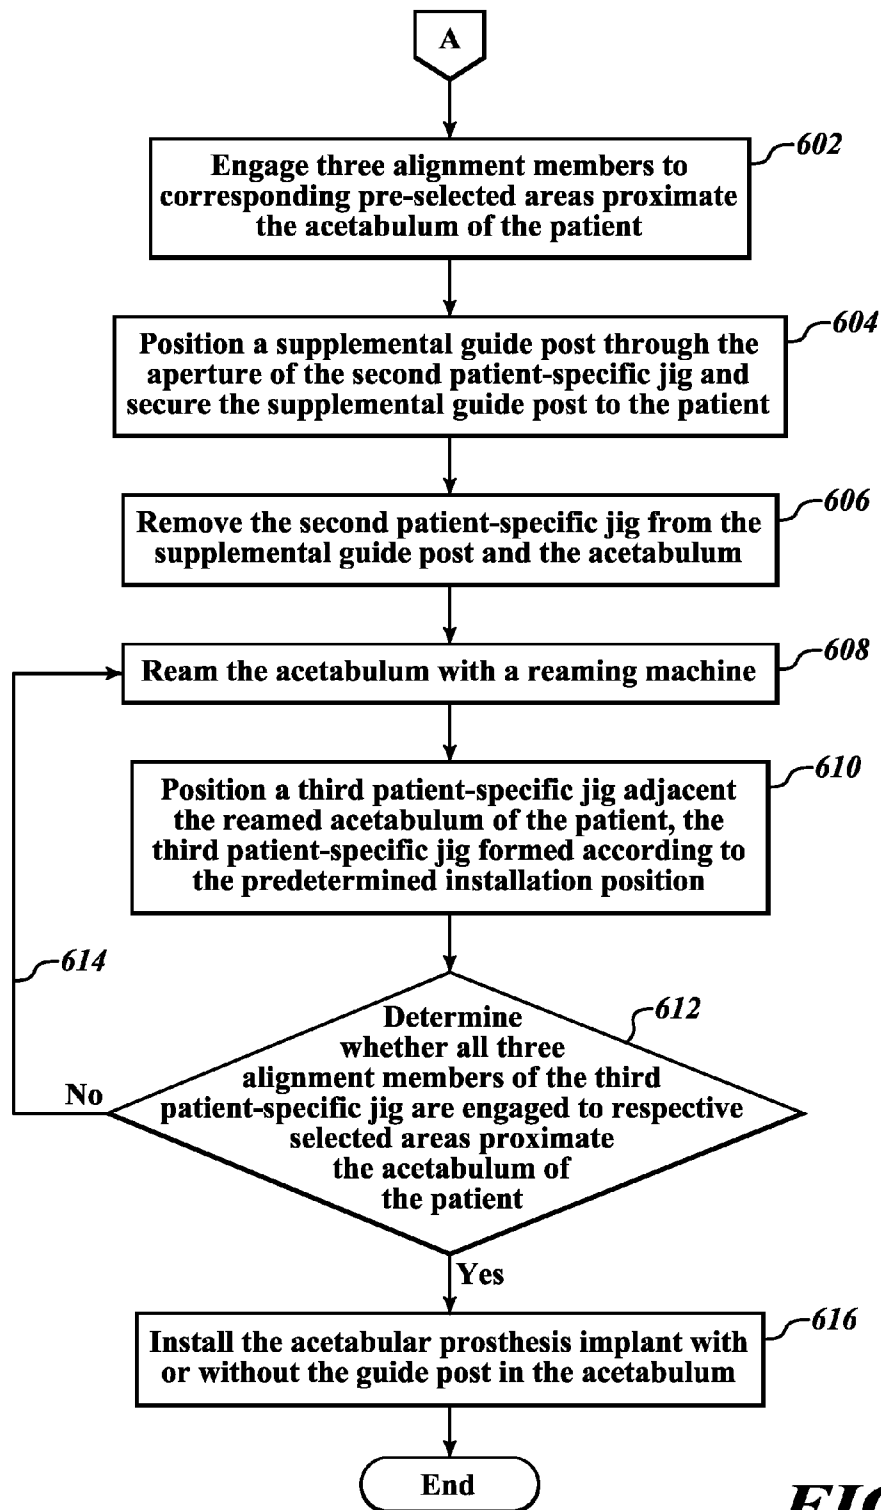 A
602
Engage three alignment members to
corresponding pre-selected areas proximate
the acetabulum of the patient
604
Position a supplemental guide post through the
aperture of the second patient-specific jig and
secure the supplemental guide post to the patient
606
Remove the second patient-specific jig from the
supplemental guide post and the acetabulum
608
Ream the acetabulum with a reaming machine
610
Position a third patient-specific jig adjacent
the reamed acetabulum of the patient, the
third patient-specific jig formed according to
the predetermined installation position
614
612
Determine
whether all three
alignment members of the third
patient-specific jig are engaged to respective
selected areas proximate
the acetabulum of
the patient
No
Yes
616
Install the acetabular prosthesis implant with
or without the guide post in the acetabulum
End